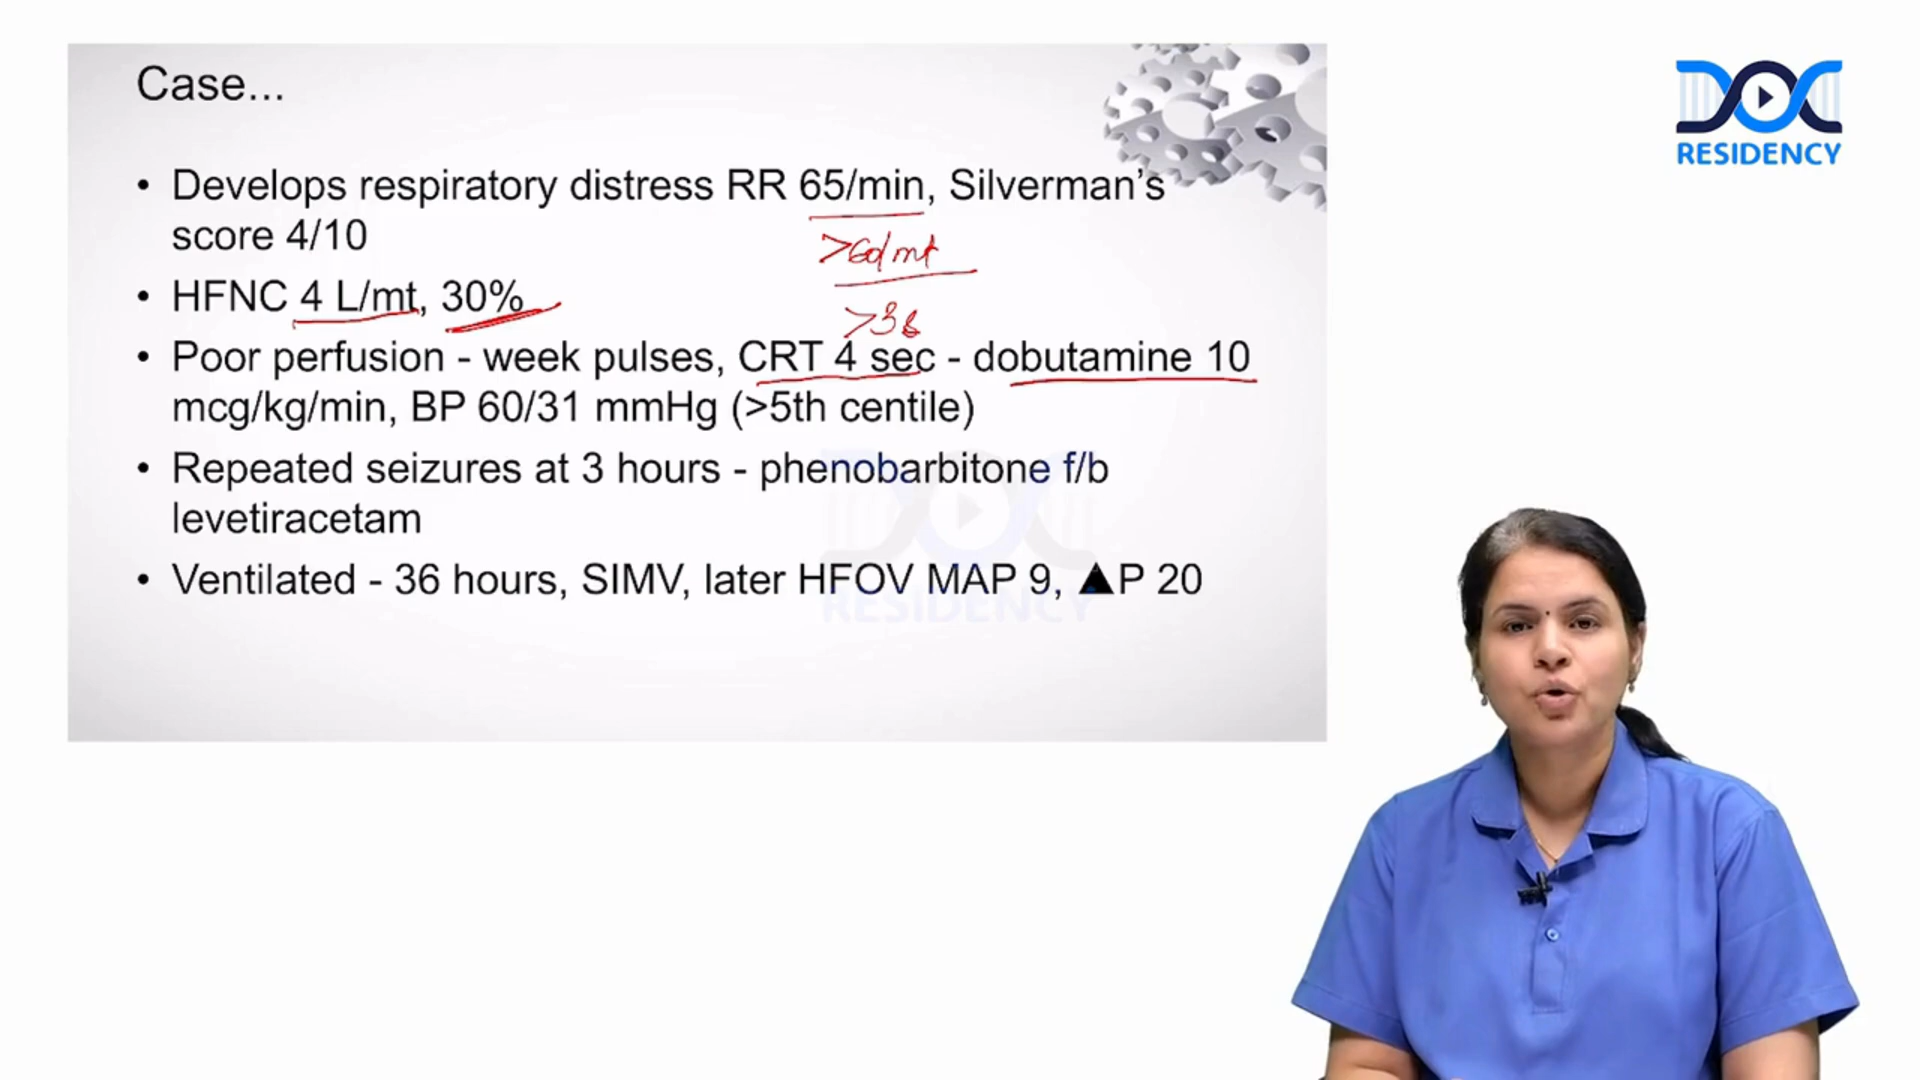 Case...
• Develops respiratory distress RR 65/min, Silverman’s
score 4/10
>60/mt
• HFNC 4 L/mt, 30%
>3s
• Poor perfusion - week pulses, CRT 4 sec - dobutamine 10
mcg/kg/min, BP 60/31 mmHg (>5th centile)
• Repeated seizures at 3 hours - phenobarbitone f/b
levetiracetam
• Ventilated - 36 hours, SIMV, later HFOV MAP 9, ▲P 20
DOC
RESIDENCY
RESIDENCY